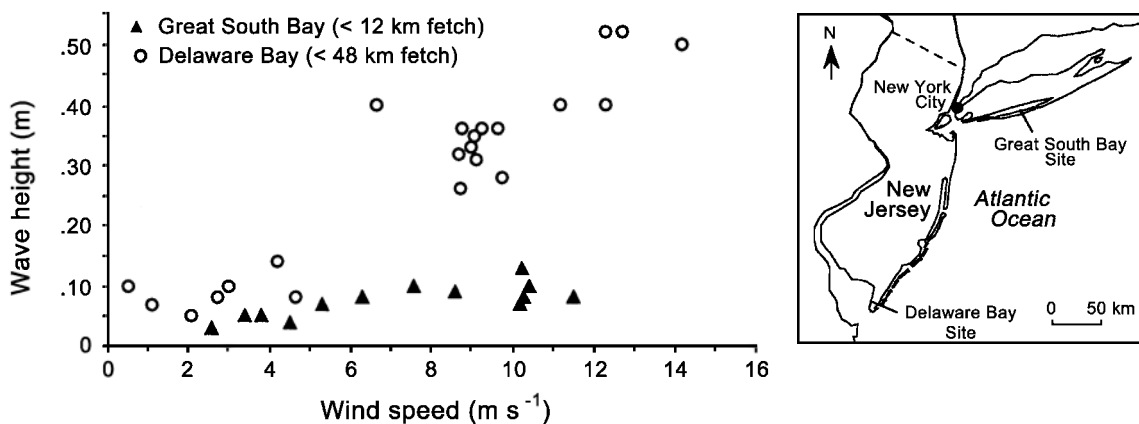 ▲ Great South Bay (< 12 km fetch)
○ Delaware Bay (< 48 km fetch)
Wave height (m)
.50
.40
.30
.20
.10
0
0 2 4 6 8 10 12 14 16
Wind speed (m s⁻¹)
N
New York
City
Great South Bay
Site
New
Jersey
Atlantic
Ocean
Delaware Bay
Site
0 50 km